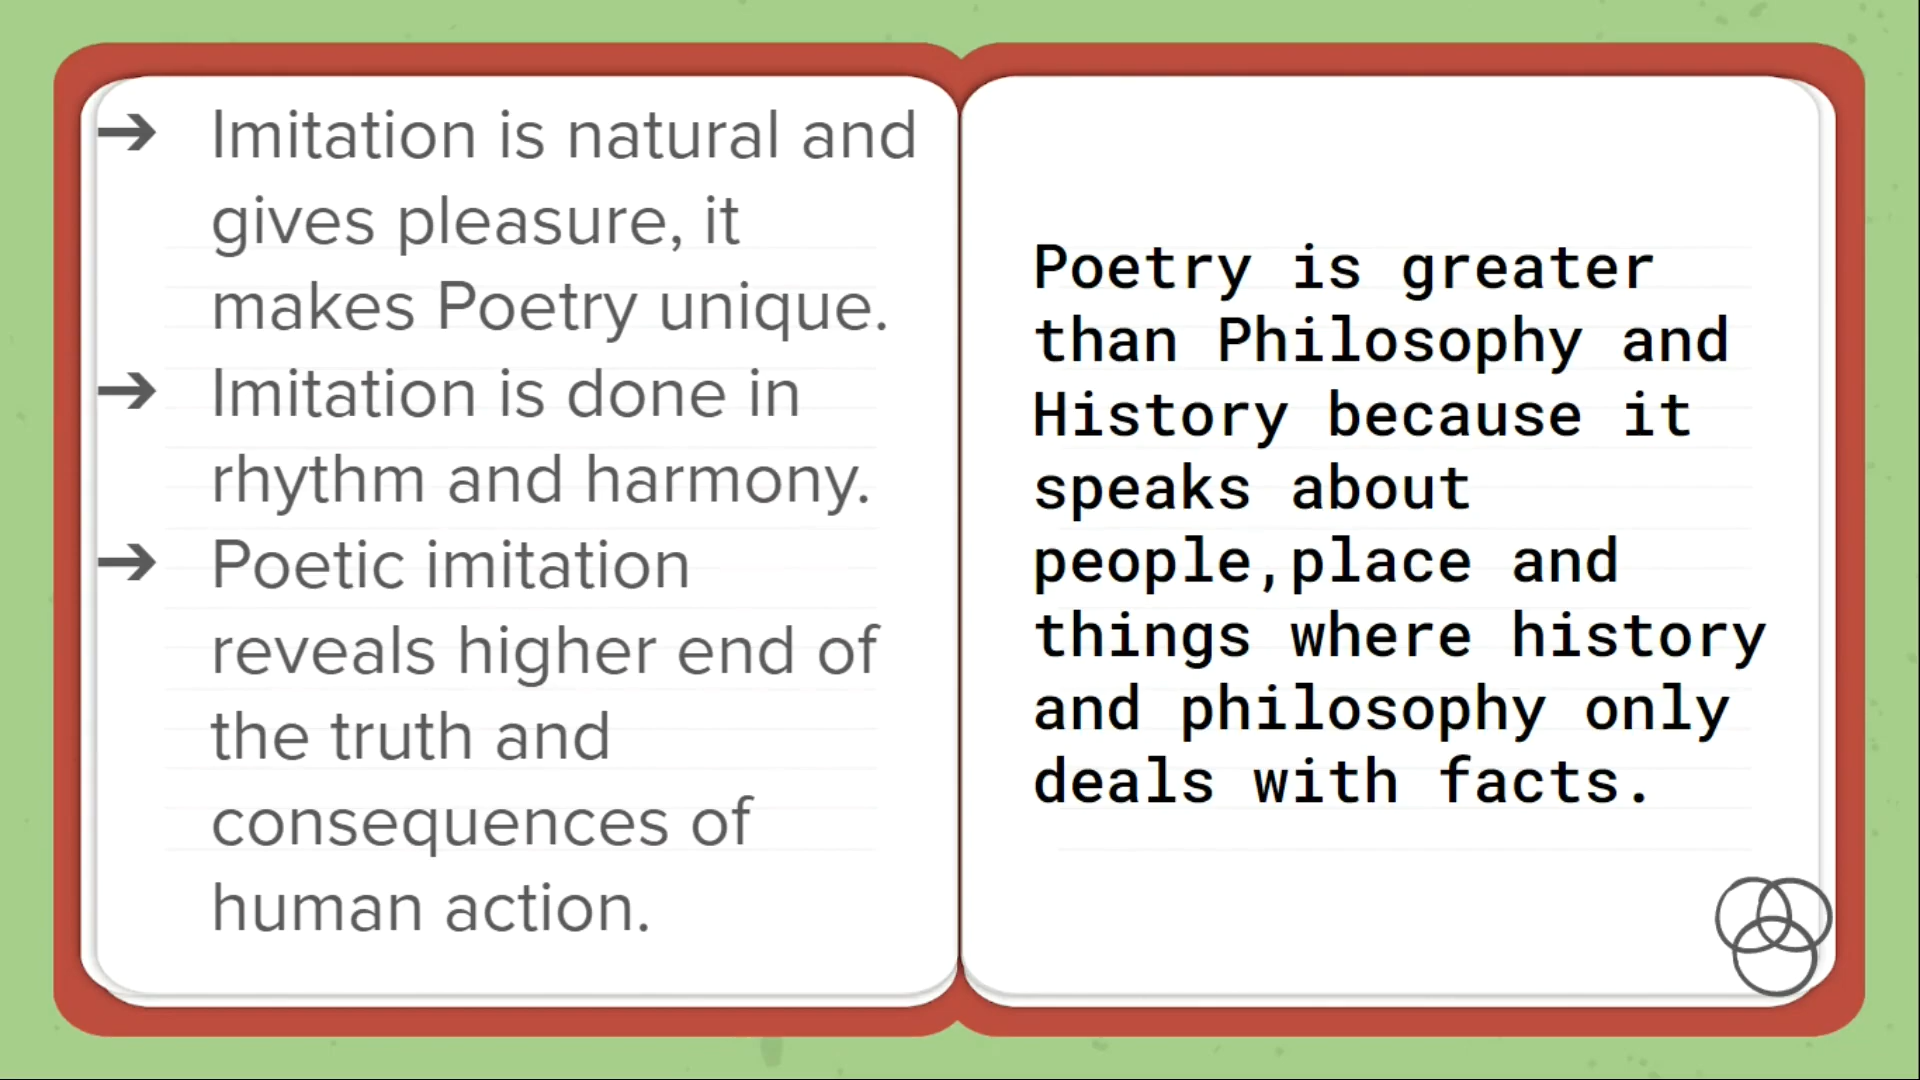 ➔ Imitation is natural and
gives pleasure, it
makes Poetry unique.
➔ Imitation is done in
rhythm and harmony.
➔ Poetic imitation
reveals higher end of
the truth and
consequences of
human action.
Poetry is greater
than Philosophy and
History because it
speaks about
people,place and
things where history
and philosophy only
deals with facts.